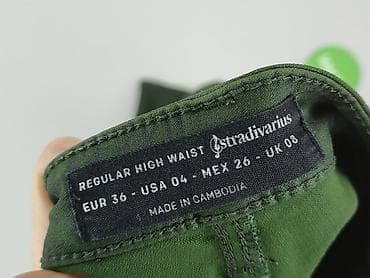 REGULAR HIGH WAIST stradivarius
EUR 36 - USA 04 - MEX 26 - UK 08
MADE IN CAMBODIA